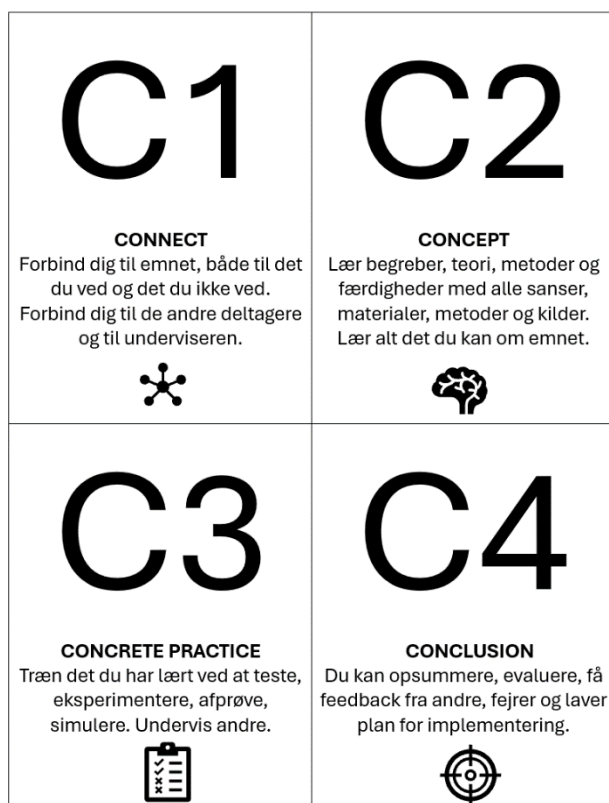 C1
CONNECT
Forbind dig til emnet, både til det
du ved og det du ikke ved.
Forbind dig til de andre deltagere
og til underviseren.
C2
CONCEPT
Lær begreber, teori, metoder og
færdigheder med alle sanser,
materialer, metoder og kilder.
Lær alt det du kan om emnet.
C3
CONCRETE PRACTICE
Træn det du har lært ved at teste,
eksperimentere, afprøve,
simulere. Undervis andre.
C4
CONCLUSION
Du kan opsummere, evaluere, få
feedback fra andre, fejrer og laver
plan for implementering.